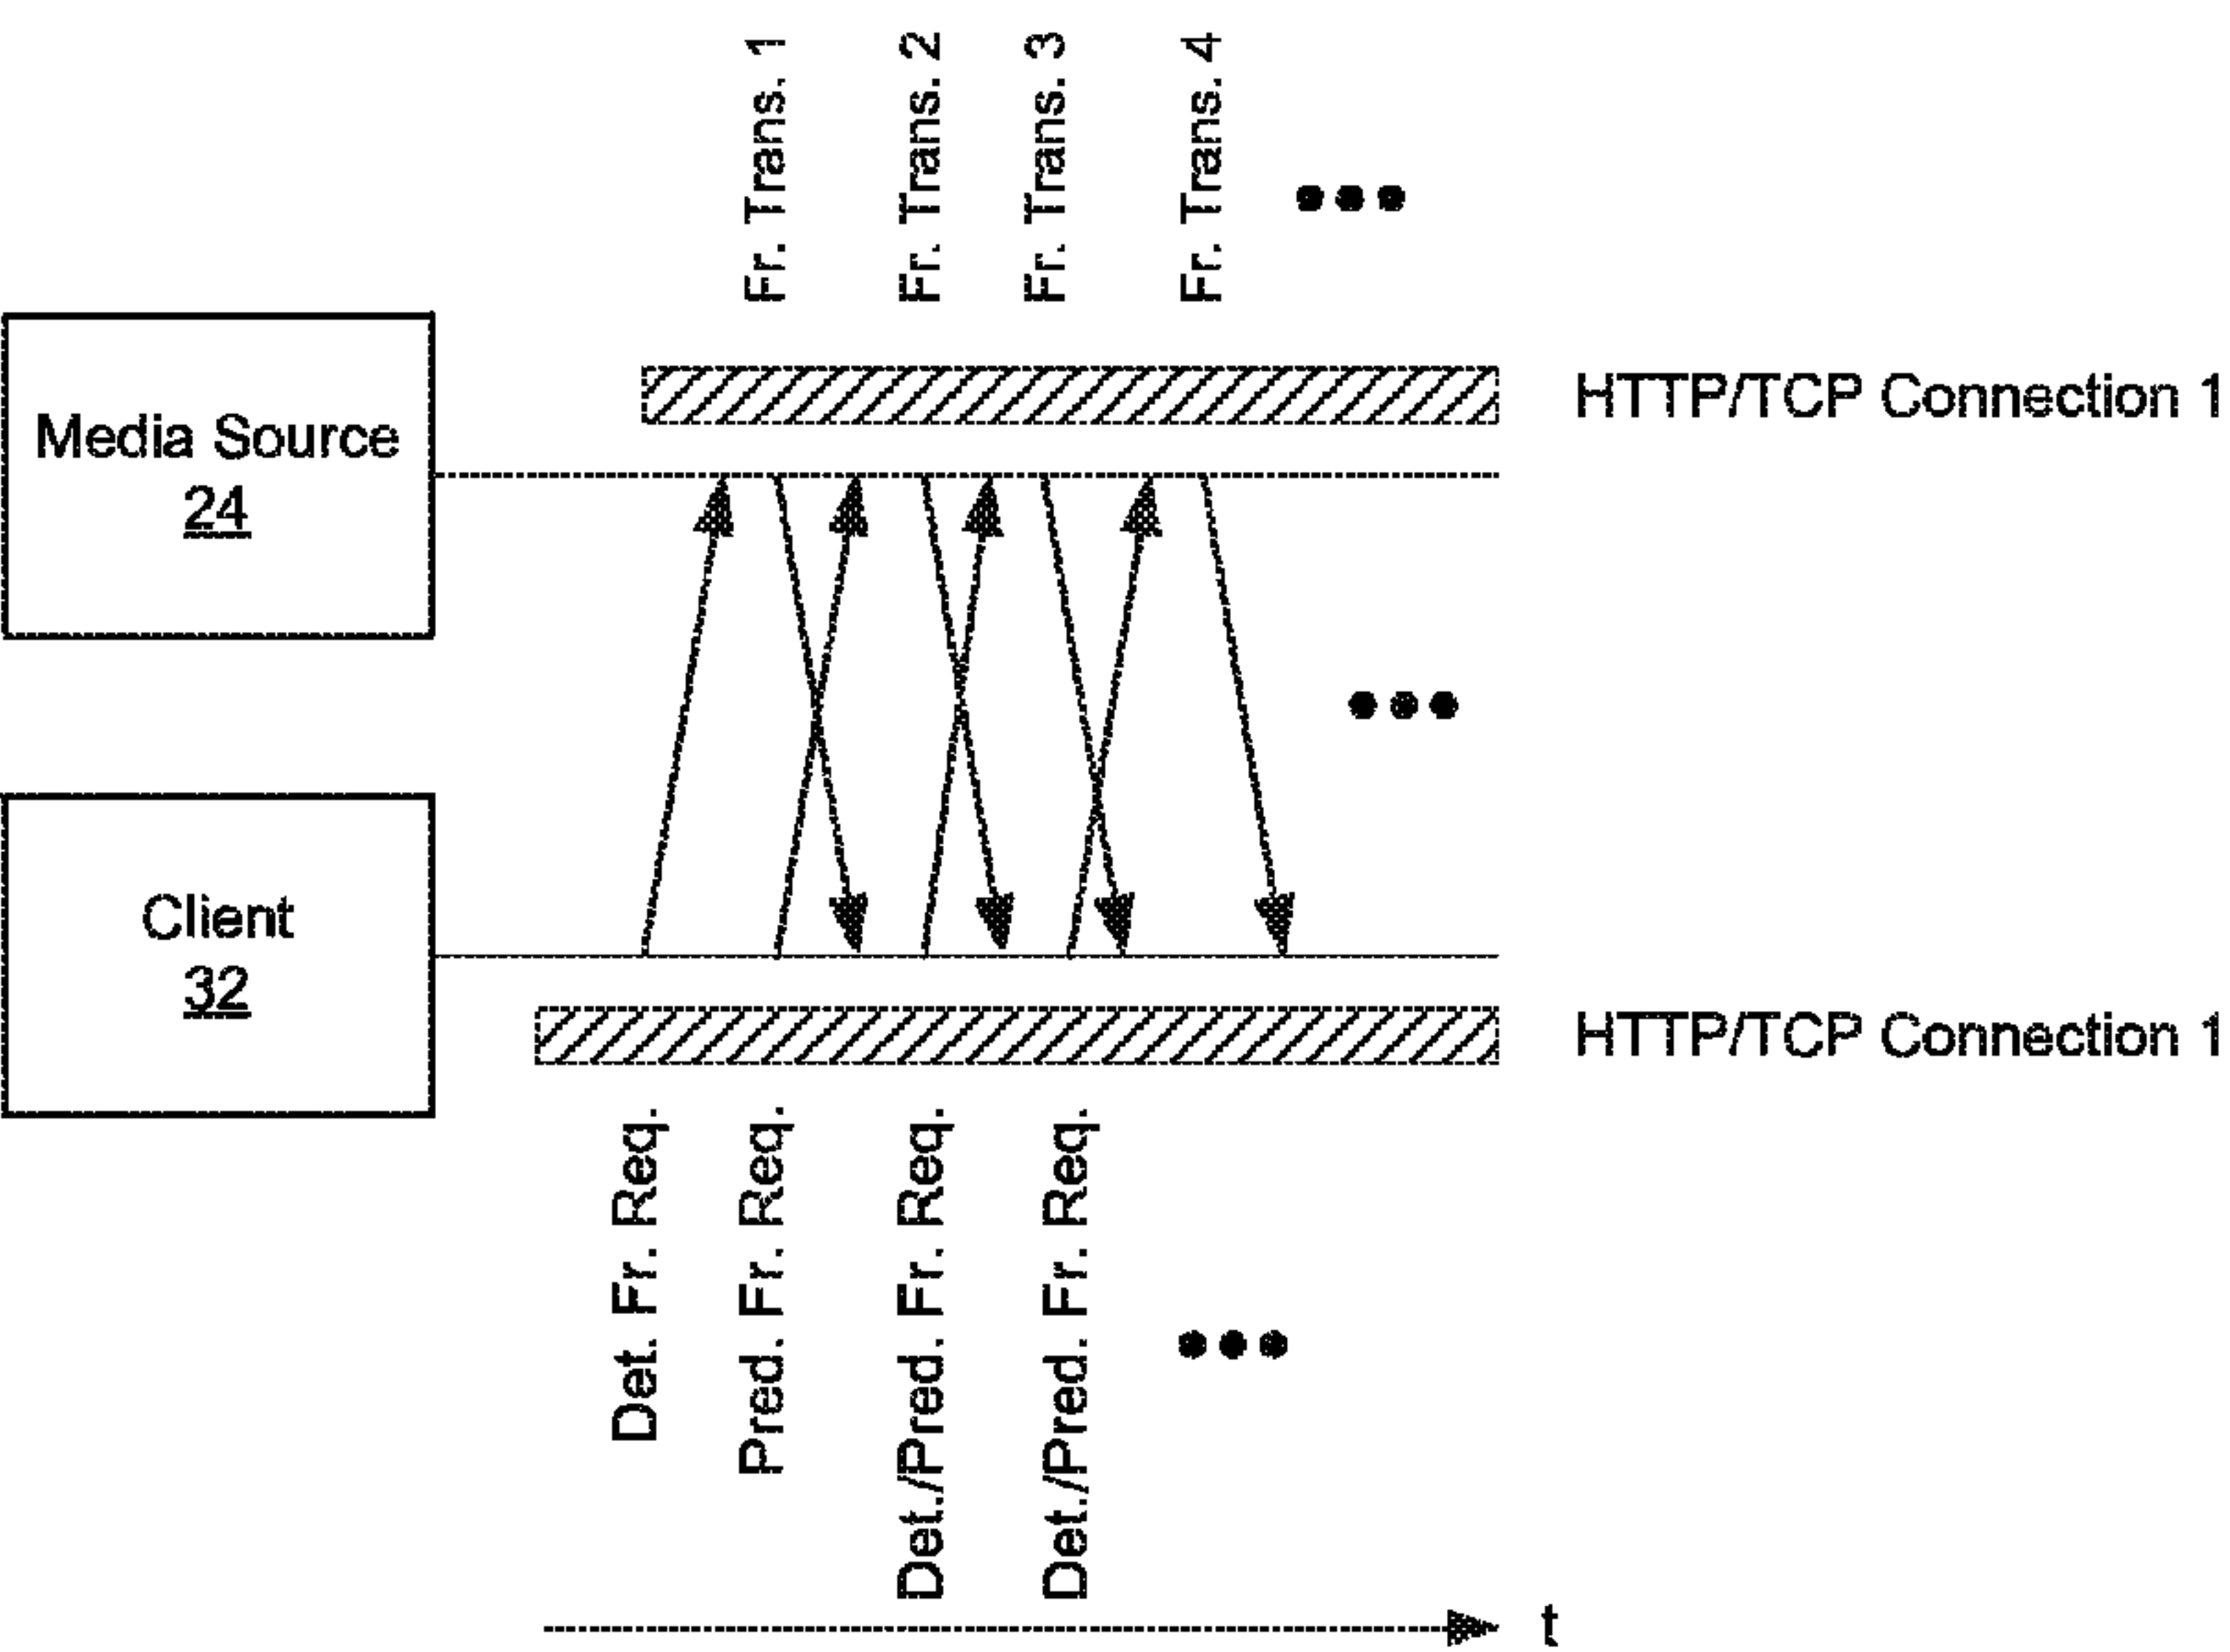 Fr. Trans. 1
Fr. Trans. 2
Fr. Trans. 3
Fr. Trans. 4
Media Source
24
HTTP/TCP Connection 1
Client
32
HTTP/TCP Connection 1
Det. Fr. Req.
Pred. Fr. Req.
Det./Pred. Fr. Req.
Det./Pred. Fr. Req.
t